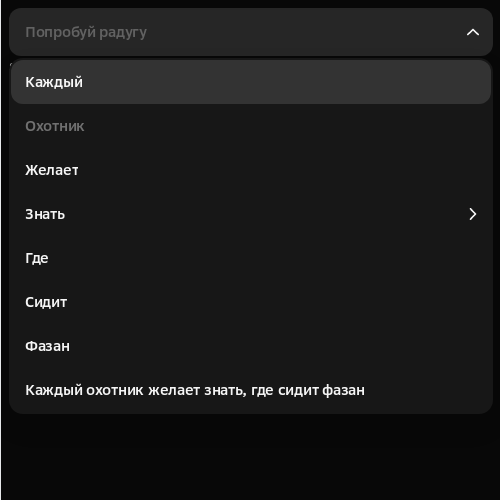 Попробуй радугу
Каждый
Охотник
Желает
Знать
Где
Сидит
Фазан
Каждый охотник желает знать, где сидит фазан